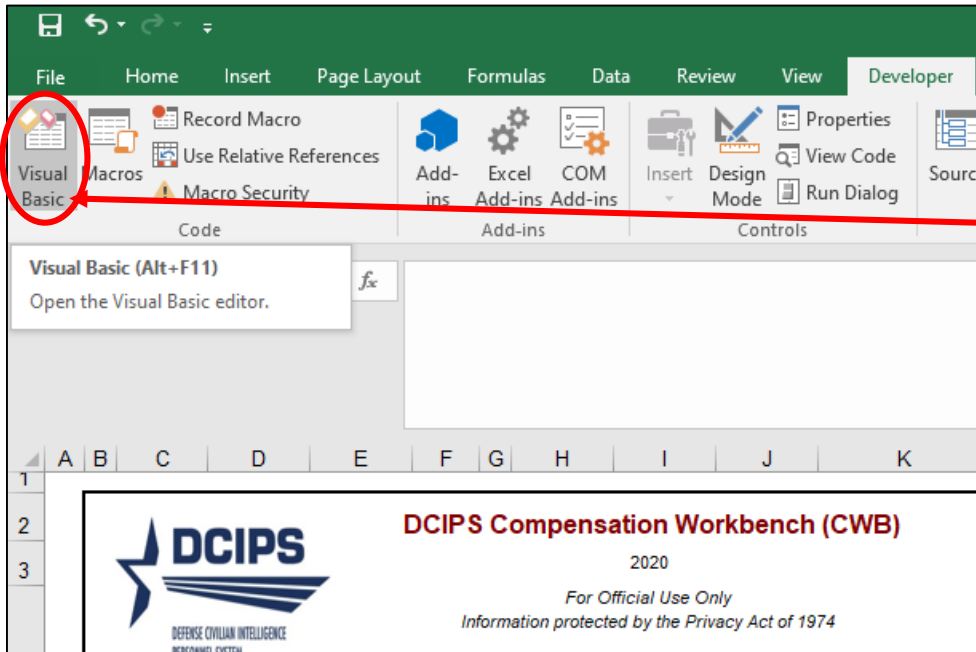 File Home Insert Page Layout Formulas Data Review View Developer
Visual Basic
Macros
Record Macro
Use Relative References
Macro Security
Code
Add-ins
Excel Add-ins
COM Add-ins
Add-ins
Insert
Design Mode
Properties
View Code
Run Dialog
Controls
Sourc
Visual Basic (Alt+F11)
Open the Visual Basic editor.
fx
A B C D E F G H I J K
1
2
3
DCIPS
DEFENSE CIVILIAN INTELLIGENCE
PERSONNEL SYSTEM
DCIPS Compensation Workbench (CWB)
2020
For Official Use Only
Information protected by the Privacy Act of 1974